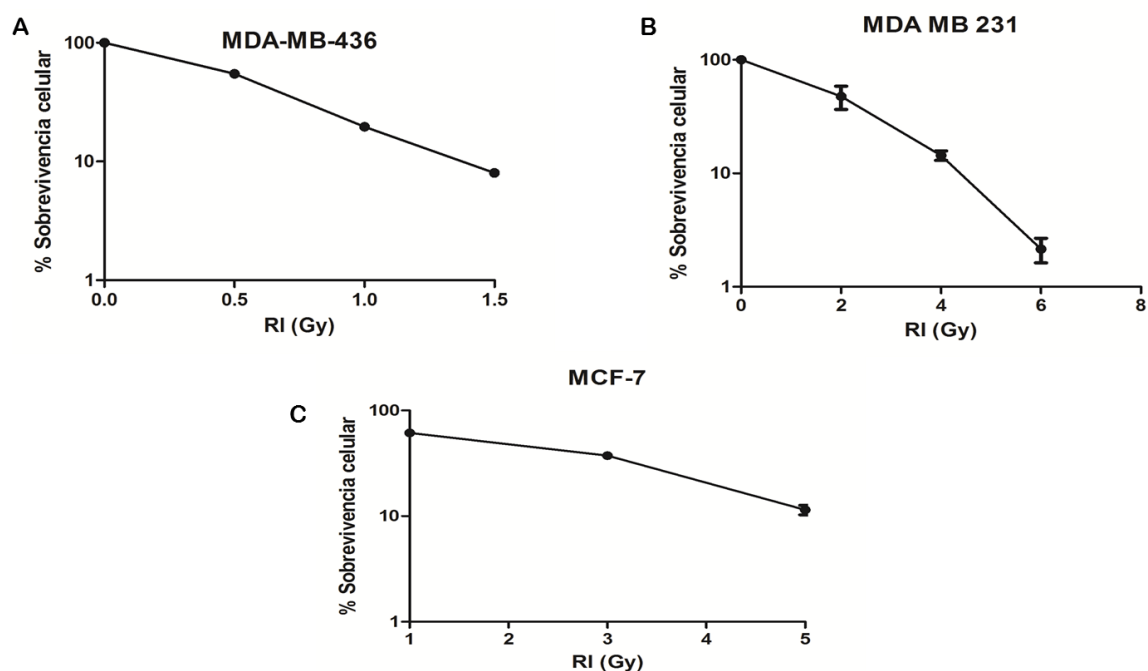 A
MDA-MB-436
% Sobrevivencia celular
100
10
1
0.0 0.5 1.0 1.5
RI (Gy)
B
MDA MB 231
% Sobrevivencia celular
100
10
1
0 2 4 6 8
RI (Gy)
C
MCF-7
% Sobrevivencia celular
100
10
1
1 2 3 4 5
RI (Gy)